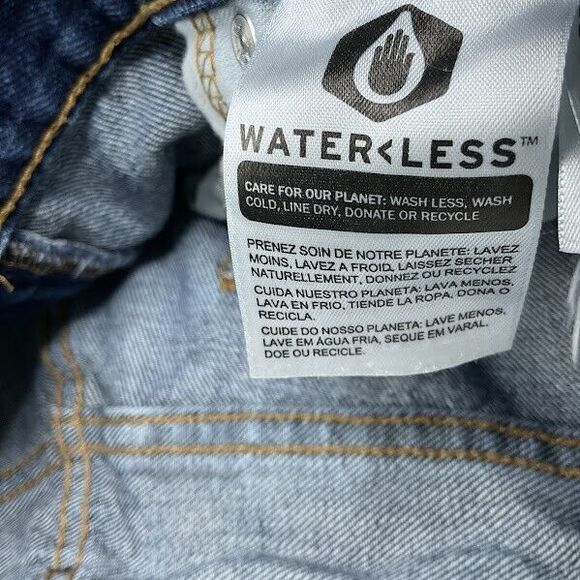 WATER<LESS™
CARE FOR OUR PLANET: WASH LESS, WASH
COLD, LINE DRY, DONATE OR RECYCLE
PRENEZ SOIN DE NOTRE PLANETE: LAVEZ
MOINS, LAVEZ A FROID, LAISSEZ SECHER
NATURELLEMENT, DONNEZ OU RECYCLEZ
CUIDA NUESTRO PLANETA: LAVA MENOS,
LAVA EN FRIO, TIENDE LA ROPA, DONA O
RECICLA.
CUIDE DO NOSSO PLANETA: LAVE MENOS,
LAVE EM ÁGUA FRIA, SEQUE EM VARAL,
DOE OU RECICLE.